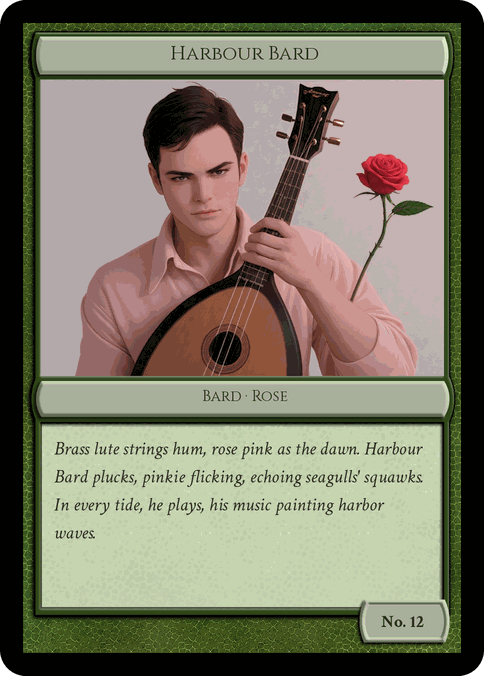 Harbour Bard
Bard · Rose
Brass lute strings hum, rose pink as the dawn. Harbour
Bard plucks, pinkie flicking, echoing seagulls' squawks.
In every tide, he plays, his music painting harbor
waves.
No. 12